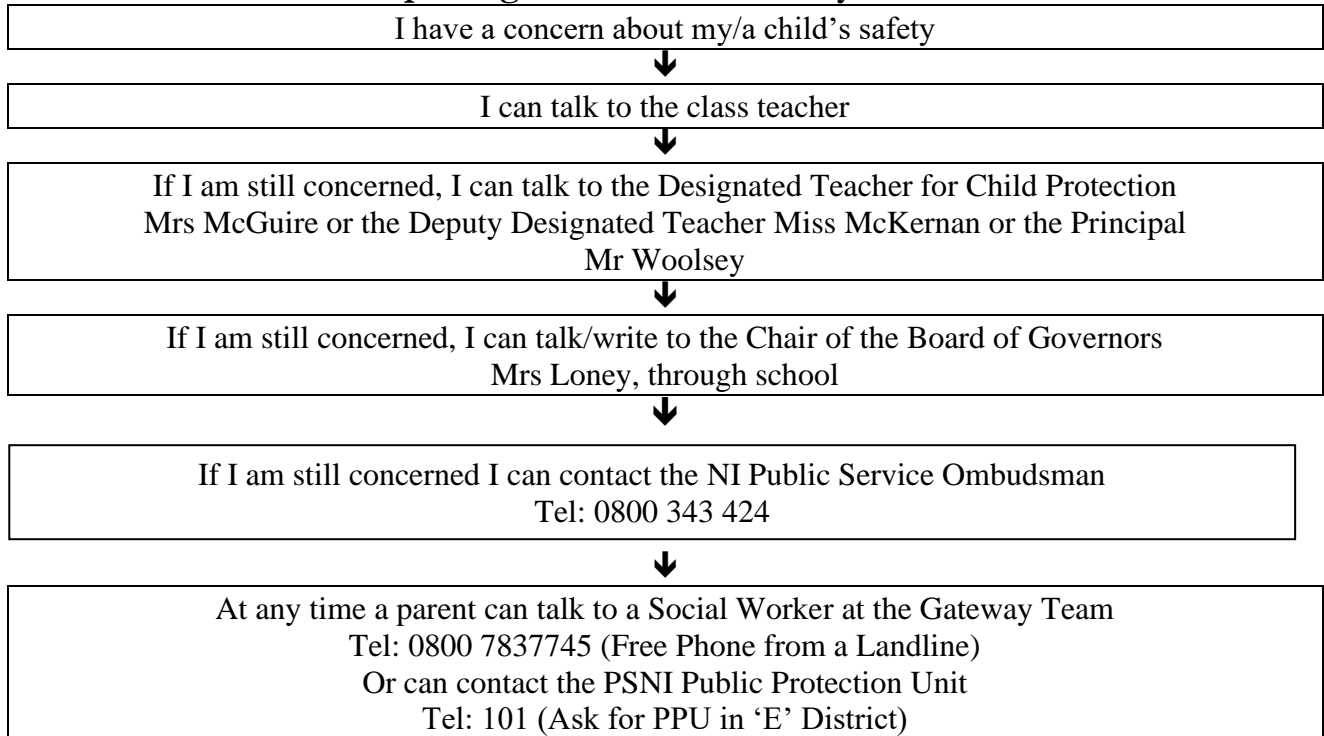 I have a concern about my/a child’s safety
I can talk to the class teacher
If I am still concerned, I can talk to the Designated Teacher for Child Protection
Mrs McGuire or the Deputy Designated Teacher Miss McKernan or the Principal
Mr Woolsey
If I am still concerned, I can talk/write to the Chair of the Board of Governors
Mrs Loney, through school
If I am still concerned I can contact the NI Public Service Ombudsman
Tel: 0800 343 424
At any time a parent can talk to a Social Worker at the Gateway Team
Tel: 0800 7837745 (Free Phone from a Landline)
Or can contact the PSNI Public Protection Unit
Tel: 101 (Ask for PPU in ‘E’ District)